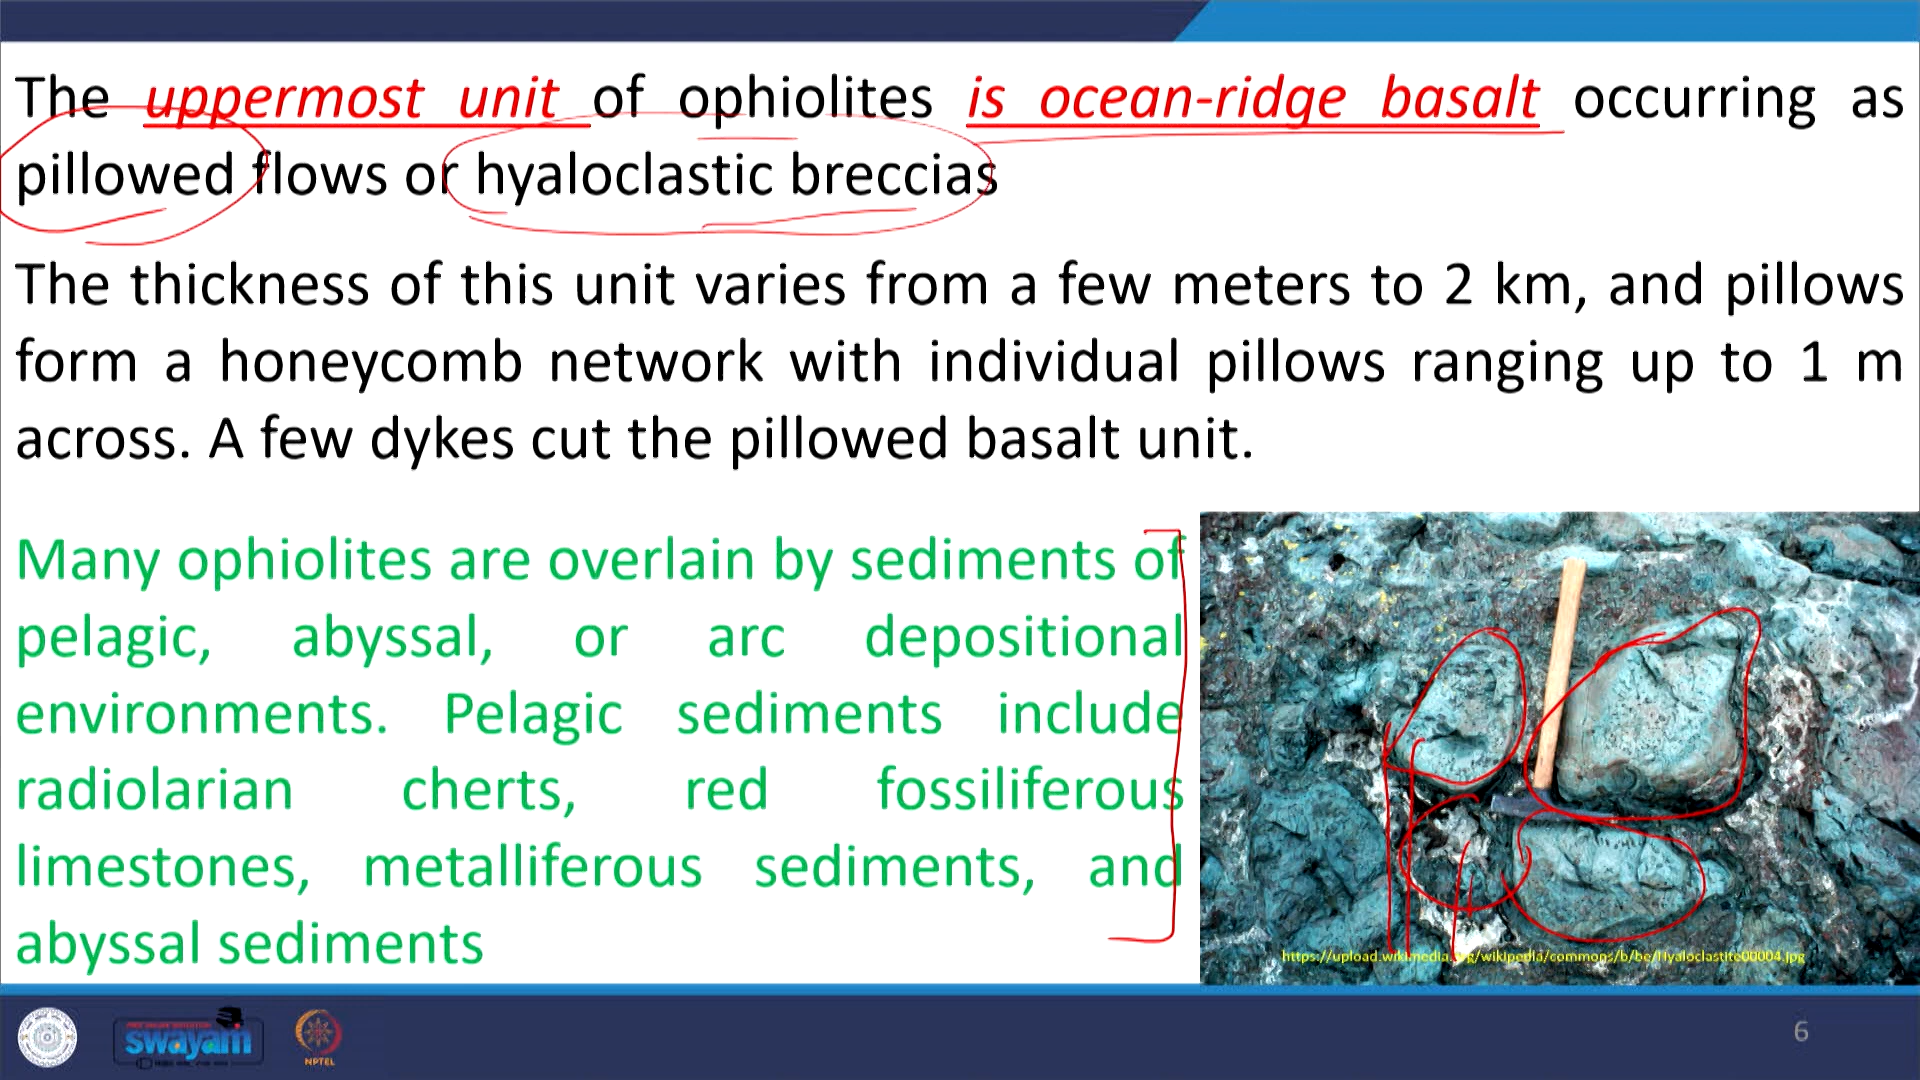 The uppermost unit of ophiolites is ocean-ridge basalt occurring as
pillowed flows or hyaloclastic breccias
The thickness of this unit varies from a few meters to 2 km, and pillows
form a honeycomb network with individual pillows ranging up to 1 m
across. A few dykes cut the pillowed basalt unit.
Many ophiolites are overlain by sediments of
pelagic, abyssal, or arc depositional
environments. Pelagic sediments include
radiolarian cherts, red fossiliferous
limestones, metalliferous sediments, and
abyssal sediments
https://upload.wikimedia.org/wikipedia/commons/b/be/Hyaloclastite00004.jpg
swayam
NPTEL
6